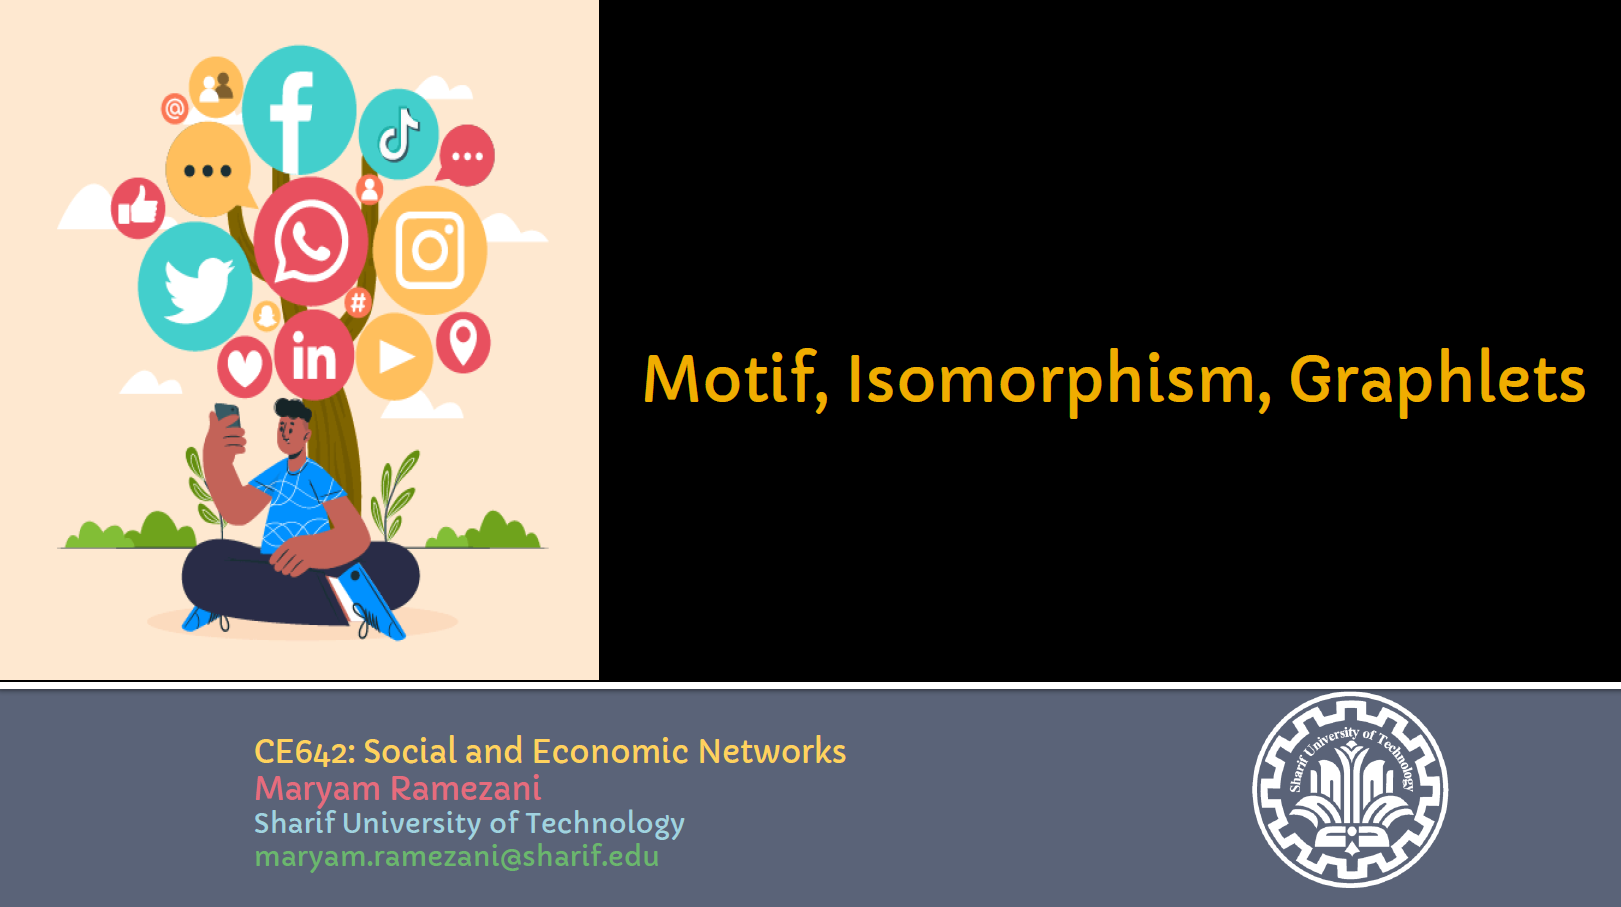 Motif, Isomorphism, Graphlets
CE642: Social and Economic Networks
Maryam Ramezani
Sharif University of Technology
maryam.ramezani@sharif.edu
Sharif University of Technology
@
#
in